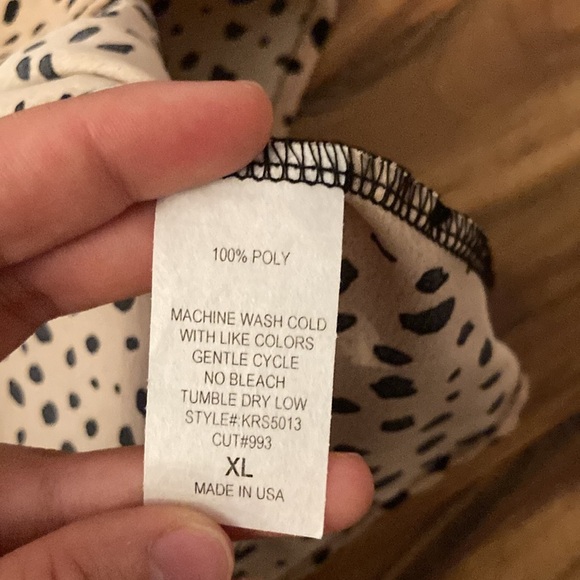 100% POLY
MACHINE WASH COLD
WITH LIKE COLORS
GENTLE CYCLE
NO BLEACH
TUMBLE DRY LOW
STYLE#:KRS5013
CUT#993
XL
MADE IN USA